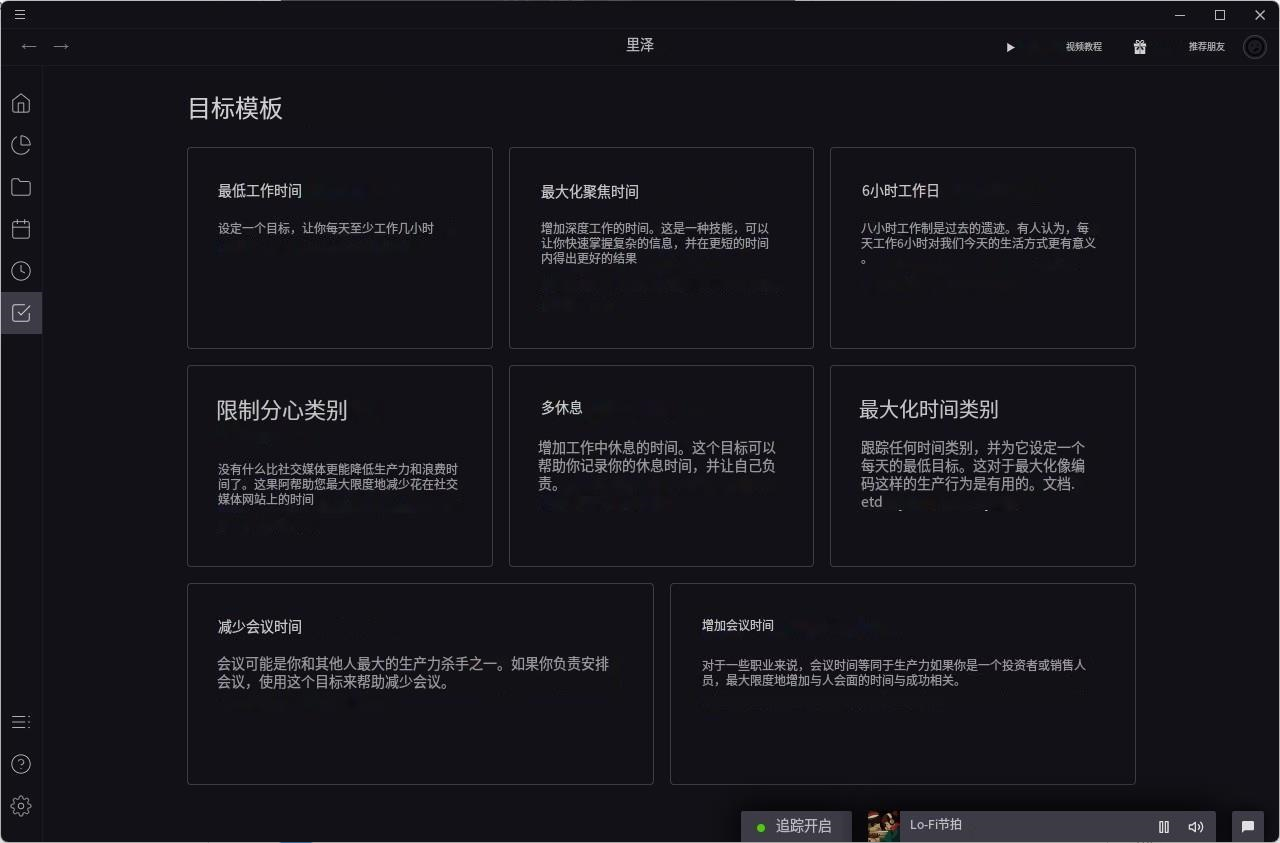 里泽
视频教程
推荐朋友
目标模板
最低工作时间
设定一个目标，让你每天至少工作几小时
最大化聚焦时间
增加深度工作的时间。这是一种技能，可以
让你快速掌握复杂的信息，并在更短的时间
内得出更好的结果
6小时工作日
八小时工作制是过去的遗迹。有人认为，每
天工作6小时对我们今天的生活方式更有意义
。
限制分心类别
没有什么比社交媒体更能降低生产力和浪费时
间了。这果阿帮助您最大限度地减少花在社交
媒体网站上的时间
多休息
增加工作中休息的时间。这个目标可以
帮助你记录你的休息时间，并让自己负
责。
最大化时间类别
跟踪任何时间类别，并为它设定一个
每天的最低目标。这对于最大化像编
码这样的生产行为是有用的。文档.
etd
减少会议时间
会议可能是你和其他人最大的生产力杀手之一。如果你负责安排
会议，使用这个目标来帮助减少会议。
增加会议时间
对于一些职业来说，会议时间等同于生产力如果你是一个投资者或销售人
员，最大限度地增加与人会面的时间与成功相关。
追踪开启
Lo-Fi节拍